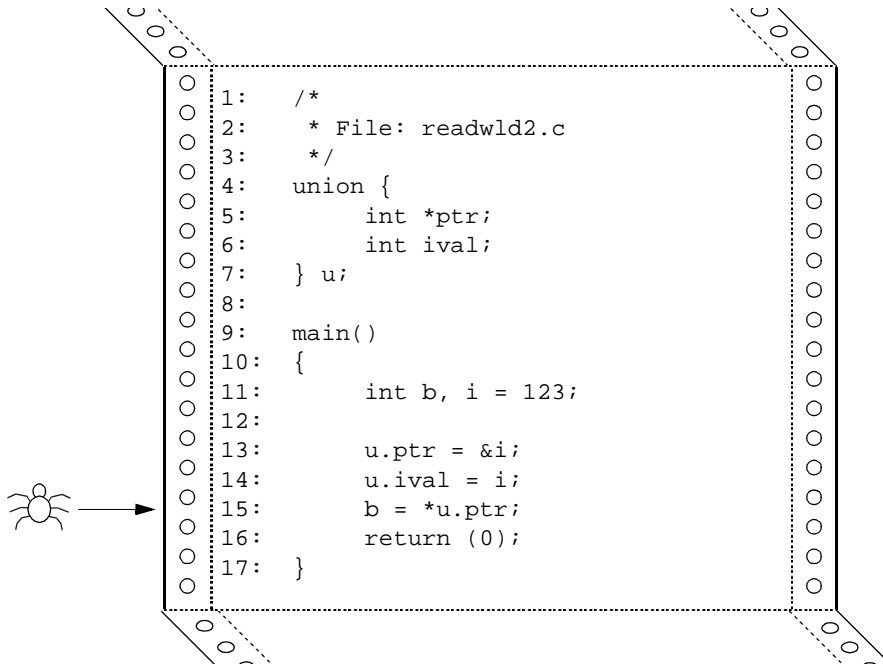 1: /*
2: * File: readwld2.c
3: */
4: union {
5: int *ptr;
6: int ival;
7: } u;
8:
9: main()
10: {
11: int b, i = 123;
12:
13: u.ptr = &i;
14: u.ival = i;
15: b = *u.ptr;
16: return (0);
17: }